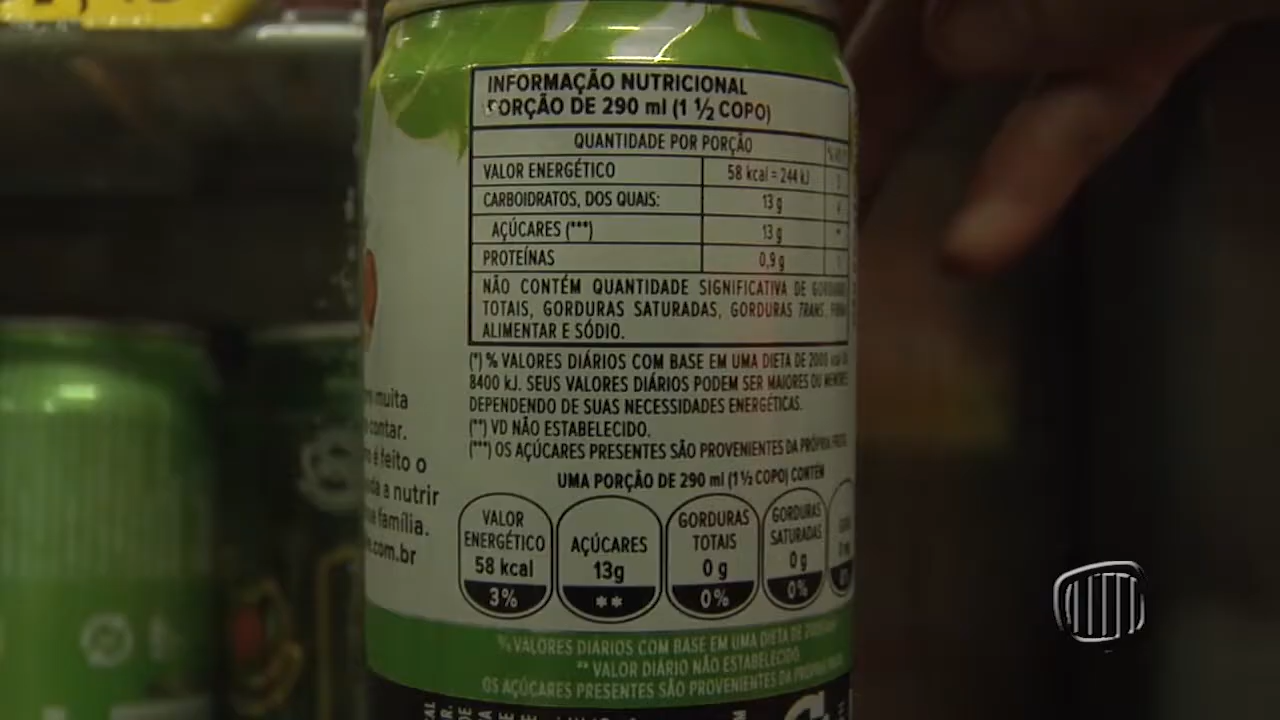 INFORMAÇÃO NUTRICIONAL
PORÇÃO DE 290 ml (1 ½ COPO)
QUANTIDADE POR PORÇÃO
VALOR ENERGÉTICO 58 kcal = 244 kJ
CARBOIDRATOS, DOS QUAIS: 13 g
AÇÚCARES (***) 13 g
PROTEÍNAS 0,9 g
NÃO CONTÉM QUANTIDADE SIGNIFICATIVA DE
TOTAIS, GORDURAS SATURADAS, GORDURAS TRANS,
ALIMENTAR E SÓDIO.
(*) % VALORES DIÁRIOS COM BASE EM UMA DIETA DE 2000
8400 kJ. SEUS VALORES DIÁRIOS PODEM SER MAIORES OU
DEPENDENDO DE SUAS NECESSIDADES ENERGÉTICAS.
(**) VD NÃO ESTABELECIDO.
(***) OS AÇÚCARES PRESENTES SÃO PROVENIENTES DA PRÓPRIA
UMA PORÇÃO DE 290 ml (1 ½ COPO) CONTÉM
VALOR ENERGÉTICO 58 kcal 3%
AÇÚCARES 13g **
GORDURAS TOTAIS 0 g 0%
GORDURAS SATURADAS 0 g 0%
% VALORES DIÁRIOS COM BASE EM UMA DIETA DE
** VALOR DIÁRIO NÃO ESTABELECIDO
OS AÇÚCARES PRESENTES SÃO PROVENIENTES DA
muita
contar.
é feito o
a nutrir
família.
.com.br